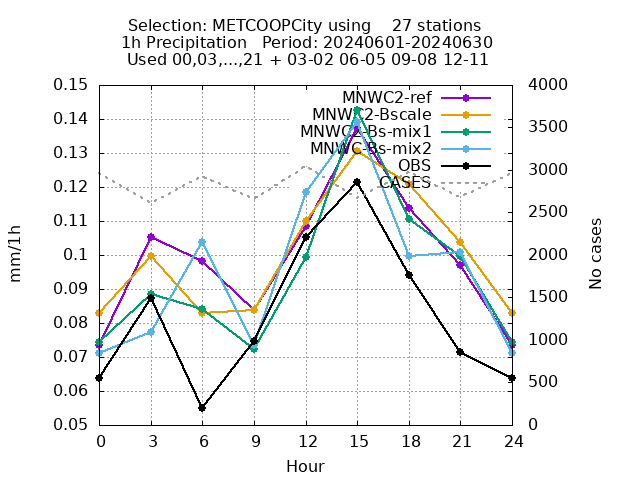 Selection: METCOOPCity using    27 stations
1h Precipitation   Period: 20240601-20240630
Used 00,03,...,21 + 03-02 06-05 09-08 12-11
MNWC2-ref
MNWC2-Bscale
MNWC2-Bs-mix1
MNWC-Bs-mix2
OBS
CASES
0.15
0.14
0.13
0.12
0.11
0.1
0.09
0.08
0.07
0.06
0.05
4000
3500
3000
2500
2000
1500
1000
500
0
mm/1h
No cases
0 3 6 9 12 15 18 21 24
Hour